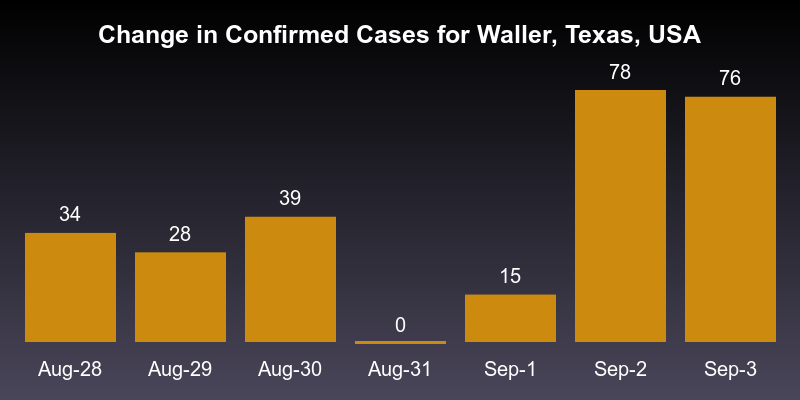 Change in Confirmed Cases for Waller, Texas, USA
34 28 39 0 15 78 76
Aug-28 Aug-29 Aug-30 Aug-31 Sep-1 Sep-2 Sep-3